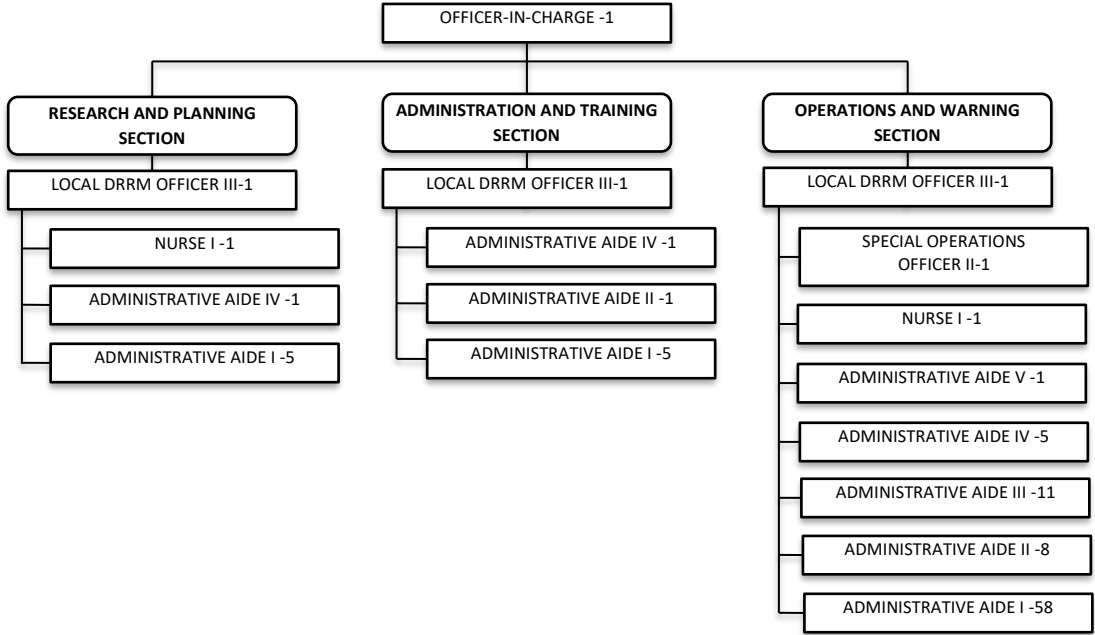 OFFICER-IN-CHARGE -1
RESEARCH AND PLANNING
SECTION
LOCAL DRRM OFFICER III-1
NURSE I -1
ADMINISTRATIVE AIDE IV -1
ADMINISTRATIVE AIDE I -5
ADMINISTRATION AND TRAINING
SECTION
LOCAL DRRM OFFICER III-1
ADMINISTRATIVE AIDE IV -1
ADMINISTRATIVE AIDE II -1
ADMINISTRATIVE AIDE I -5
OPERATIONS AND WARNING
SECTION
LOCAL DRRM OFFICER III-1
SPECIAL OPERATIONS
OFFICER II-1
NURSE I -1
ADMINISTRATIVE AIDE V -1
ADMINISTRATIVE AIDE IV -5
ADMINISTRATIVE AIDE III -11
ADMINISTRATIVE AIDE II -8
ADMINISTRATIVE AIDE I -58